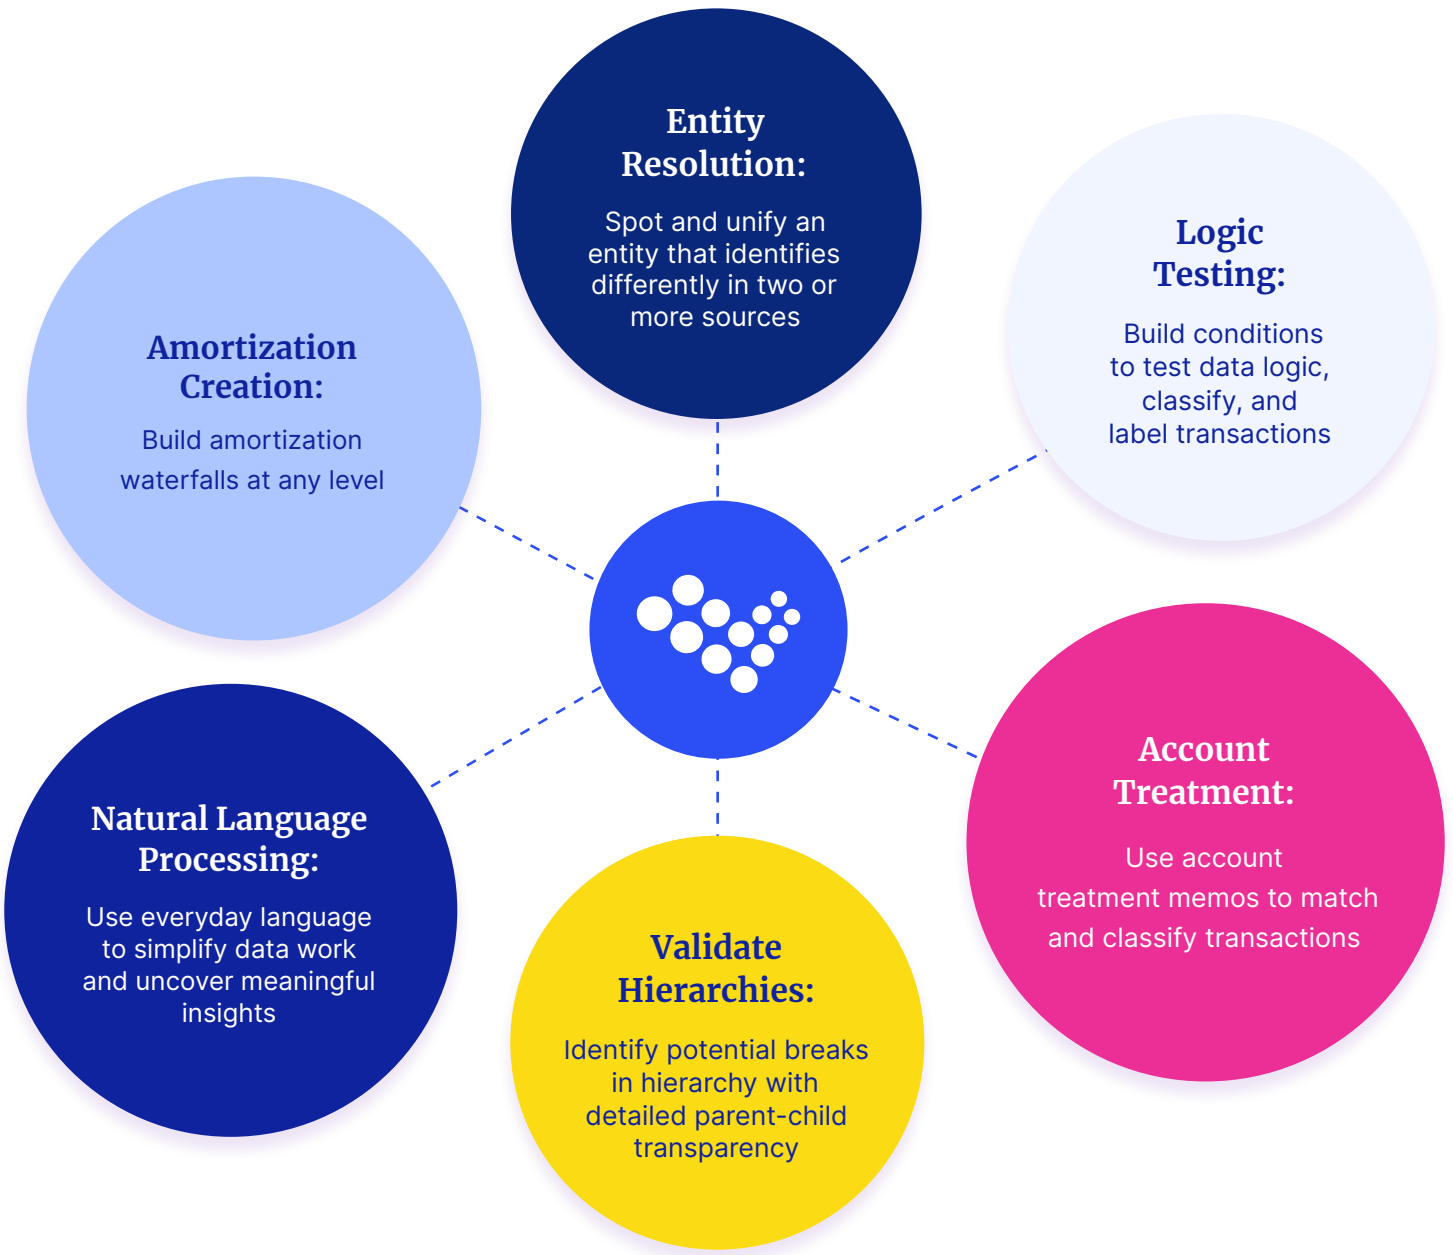 Entity
Resolution:
Spot and unify an
entity that identifies
differently in two or
more sources
Logic
Testing:
Build conditions
to test data logic,
classify, and
label transactions
Amortization
Creation:
Build amortization
waterfalls at any level
Account
Treatment:
Use account
treatment memos to match
and classify transactions
Natural Language
Processing:
Use everyday language
to simplify data work
and uncover meaningful
insights
Validate
Hierarchies:
Identify potential breaks
in hierarchy with
detailed parent-child
transparency